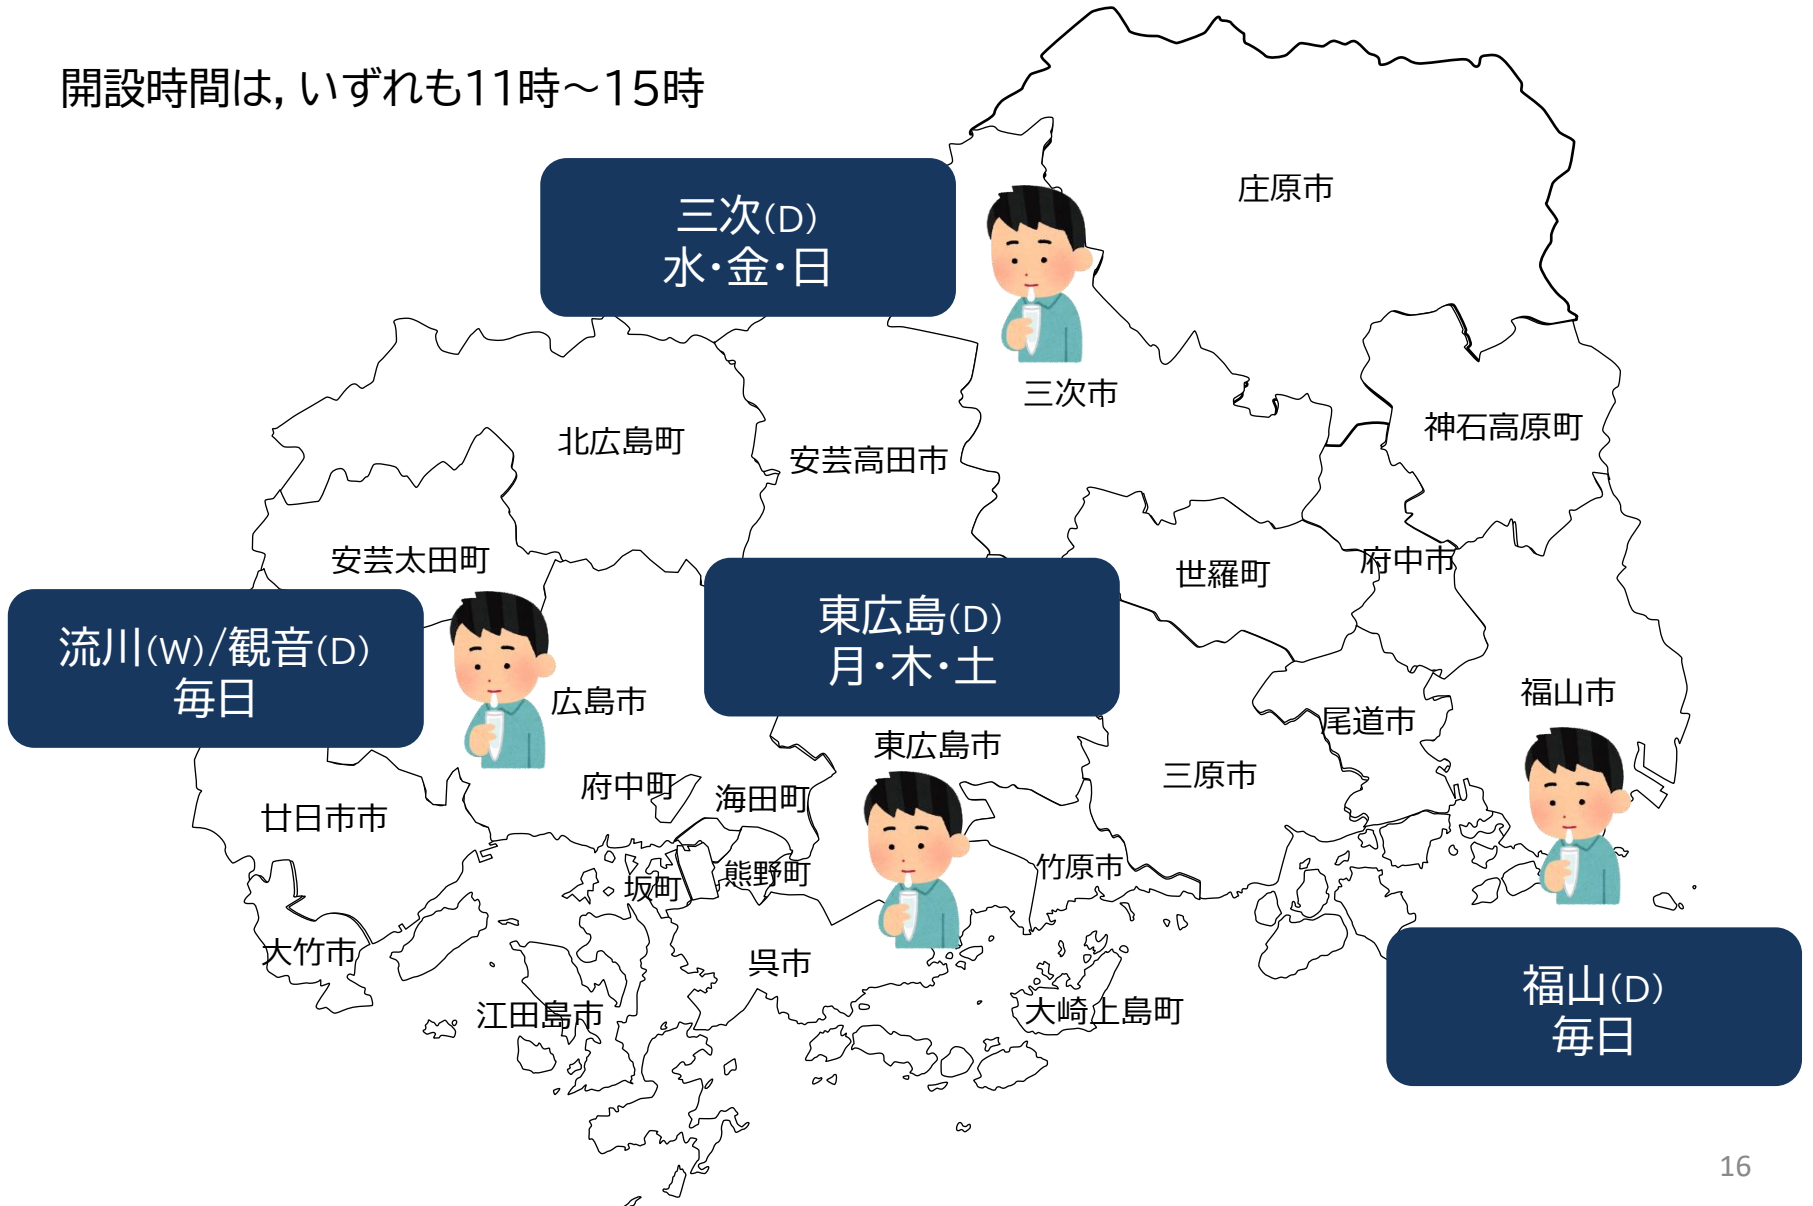 開設時間は，いずれも11時～15時
庄原市
三次(D)
水・金・日
三次市
神石高原町
北広島町
安芸高田市
安芸太田町
世羅町
府中市
流川(W)/観音(D)
毎日
東広島(D)
月・木・土
広島市
福山市
尾道市
東広島市
三原市
府中町
海田町
廿日市市
坂町
熊野町
竹原市
大竹市
呉市
江田島市
大崎上島町
福山(D)
毎日
16